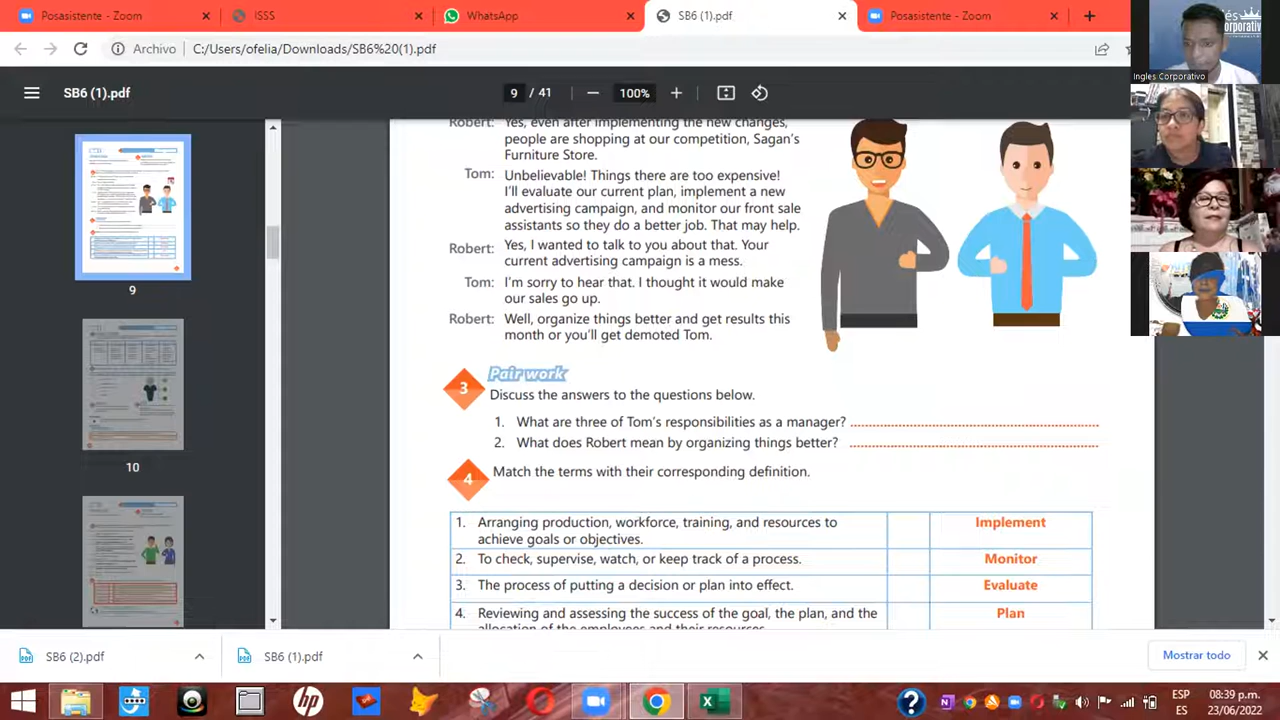 Posasistente - Zoom
ISSS
WhatsApp
SB6 (1).pdf
Posasistente - Zoom
Archivo
C:/Users/ofelia/Downloads/SB6%20(1).pdf
SB6 (1).pdf
9 / 41
100%
Ingles Corporativo
9
10
Robert: Yes, even after implementing the new changes,
people are shopping at our competition, Sagan's
Furniture Store.
Tom: Unbelievable! Things there are too expensive!
I'll evaluate our current plan, implement a new
advertising campaign, and monitor our front sale
assistants so they do a better job. That may help.
Robert: Yes, I wanted to talk to you about that. Your
current advertising campaign is a mess.
Tom: I'm sorry to hear that. I thought it would make
our sales go up.
Robert: Well, organize things better and get results this
month or you'll get demoted Tom.
3 Pair work
Discuss the answers to the questions below.
1. What are three of Tom's responsibilities as a manager?
2. What does Robert mean by organizing things better?
4 Match the terms with their corresponding definition.
1. Arranging production, workforce, training, and resources to
achieve goals or objectives.
Implement
2. To check, supervise, watch, or keep track of a process.
Monitor
3. The process of putting a decision or plan into effect.
Evaluate
4. Reviewing and assessing the success of the goal, the plan, and the
allocation of the employees and their resources.
Plan
SB6 (2).pdf
SB6 (1).pdf
Mostrar todo
ESP
ES
08:39 p.m.
23/06/2022